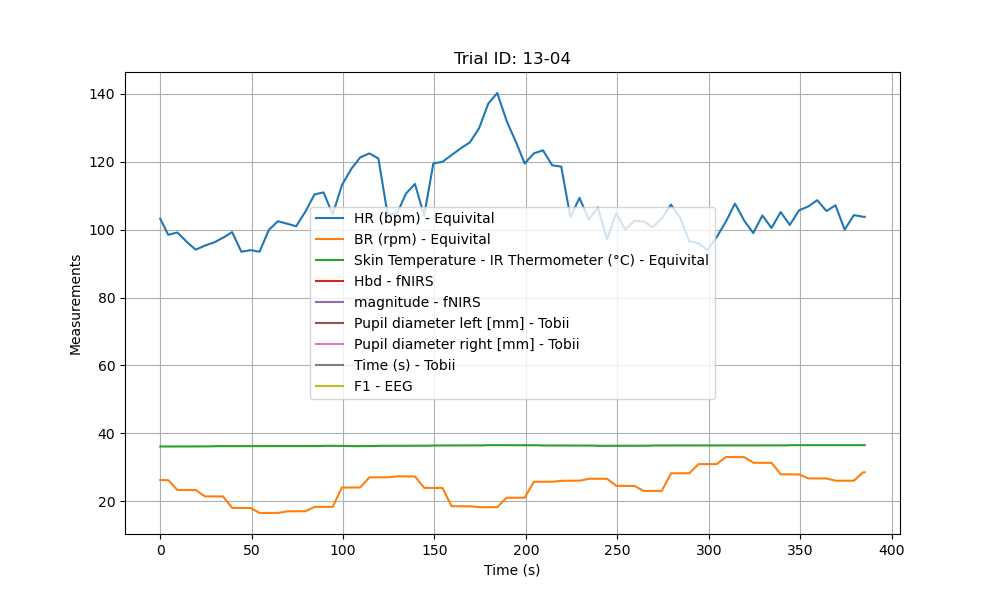 Trial ID: 13-04
140
120
100
80
60
40
20
Measurements
HR (bpm) - Equivital
BR (rpm) - Equivital
Skin Temperature - IR Thermometer (°C) - Equivital
Hbd - fNIRS
magnitude - fNIRS
Pupil diameter left [mm] - Tobii
Pupil diameter right [mm] - Tobii
Time (s) - Tobii
F1 - EEG
0 50 100 150 200 250 300 350 400
Time (s)